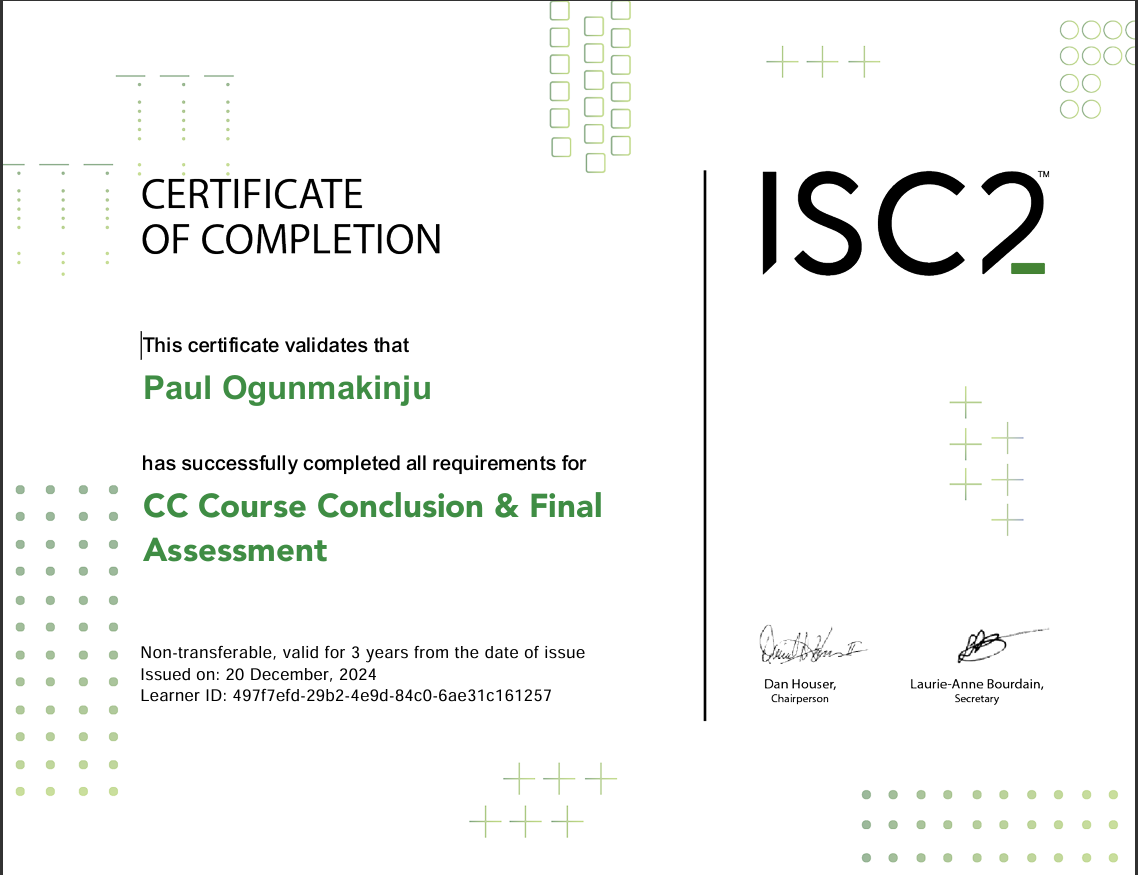 CERTIFICATE
OF COMPLETION
ISC2™
This certificate validates that
Paul Ogunmakinju
has successfully completed all requirements for
CC Course Conclusion & Final
Assessment
Non-transferable, valid for 3 years from the date of issue
Issued on: 20 December, 2024
Learner ID: 497f7efd-29b2-4e9d-84c0-6ae31c161257
Dan Houser,
Chairperson
Laurie-Anne Bourdain,
Secretary